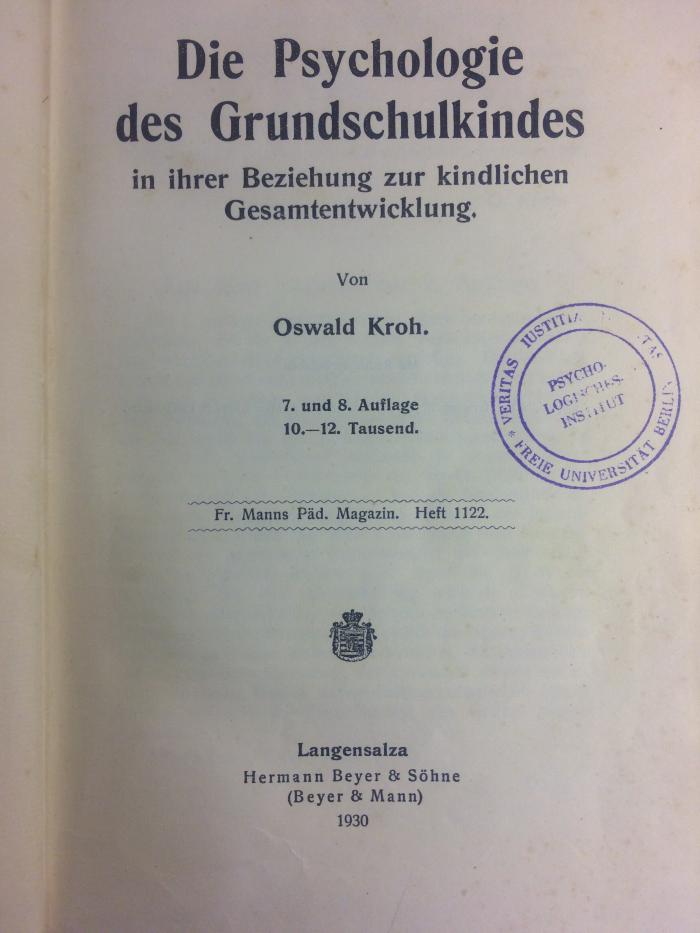 Die Psychologie
des Grundschulkindes
in ihrer Beziehung zur kindlichen
Gesamtentwicklung.
Von
Oswald Kroh.
7. und 8. Auflage
10.—12. Tausend.
VERITAS IUSTITIA
FREIE UNIVERSITÄT BERLIN
PSYCHO-
LOGISCHES
INSTITUT
Fr. Manns Päd. Magazin. Heft 1122.
Langensalza
Hermann Beyer & Söhne
(Beyer & Mann)
1930